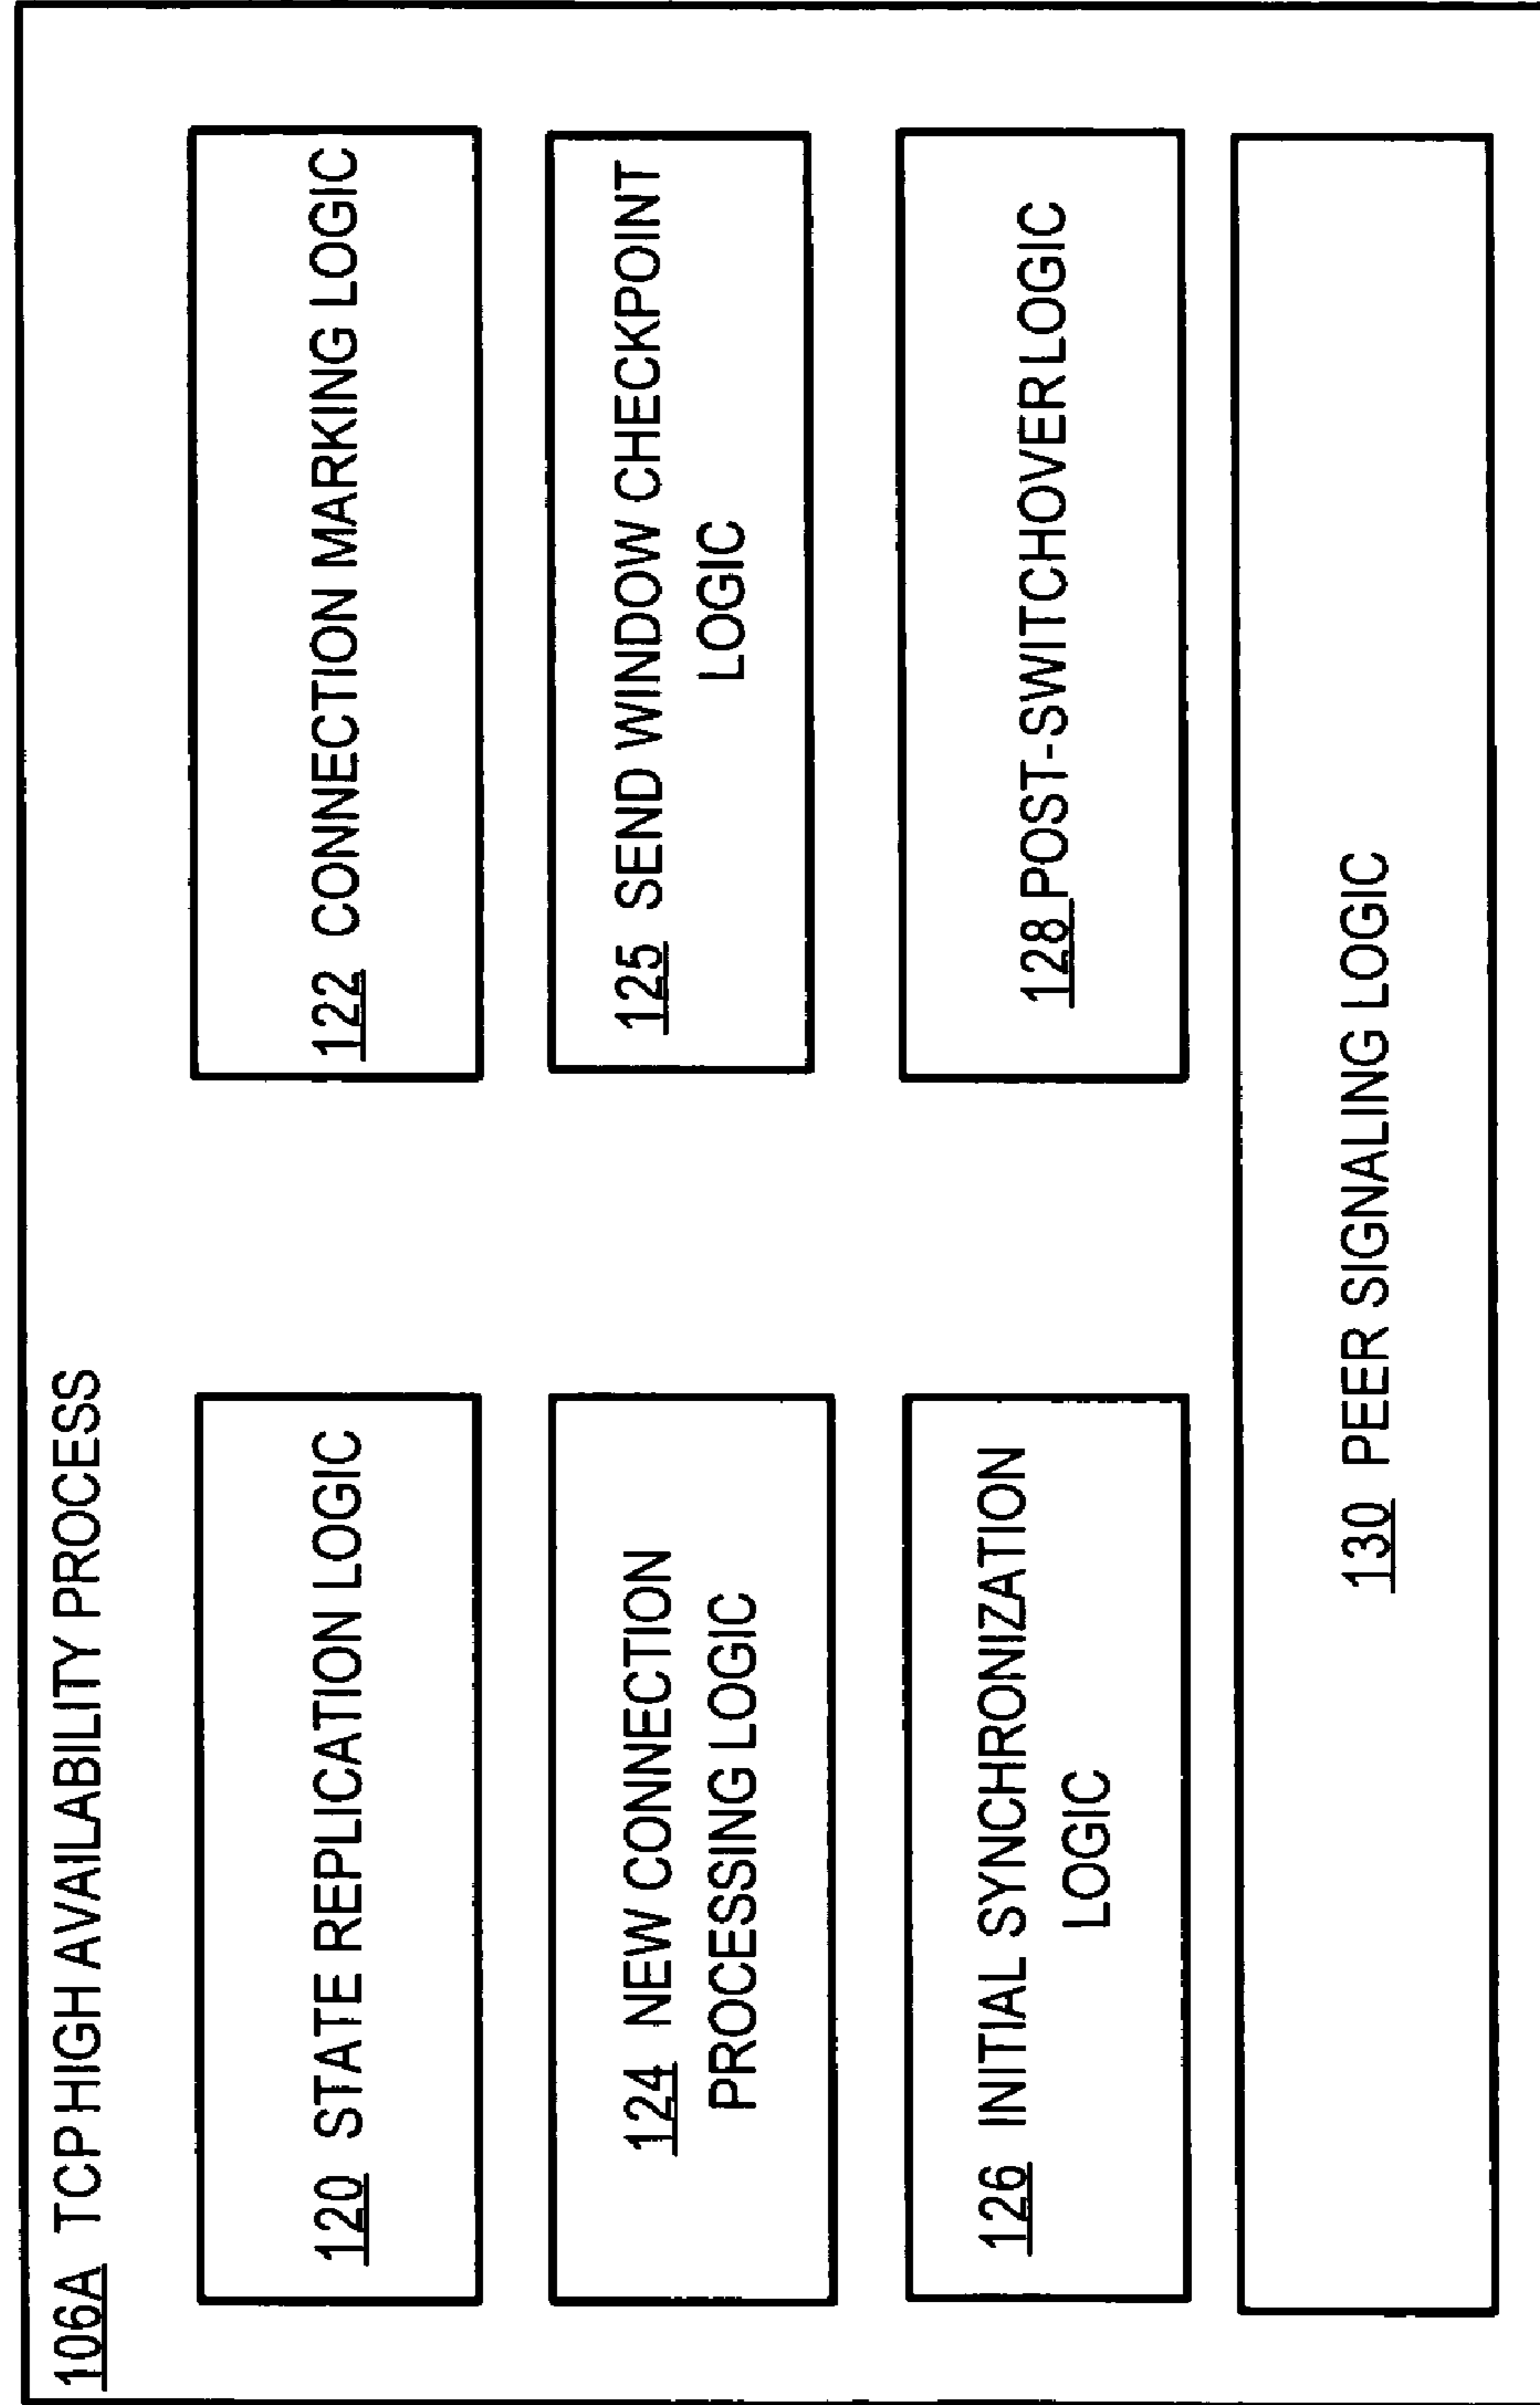 106A TCP HIGH AVAILABILITY PROCESS
120 STATE REPLICATION LOGIC
122 CONNECTION MARKING LOGIC
124 NEW CONNECTION
PROCESSING LOGIC
125 SEND WINDOW CHECKPOINT
LOGIC
126 INITIAL SYNCHRONIZATION
LOGIC
128 POST-SWITCHOVER LOGIC
130 PEER SIGNALING LOGIC